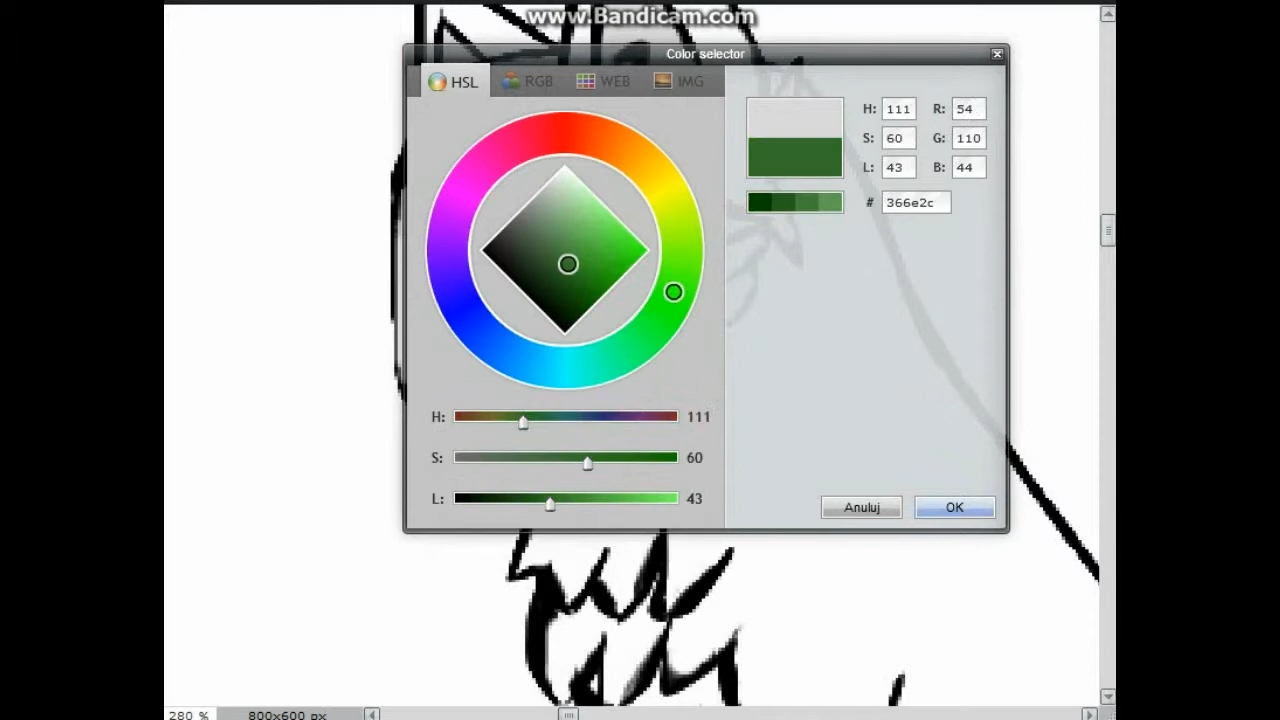 www.Bandicam.com
Color selector
HSL RGB WEB IMG
H: 111 R: 54
S: 60 G: 110
L: 43 B: 44
# 366e2c
H: 111
S: 60
L: 43
Anuluj OK
280 % 800x600 px